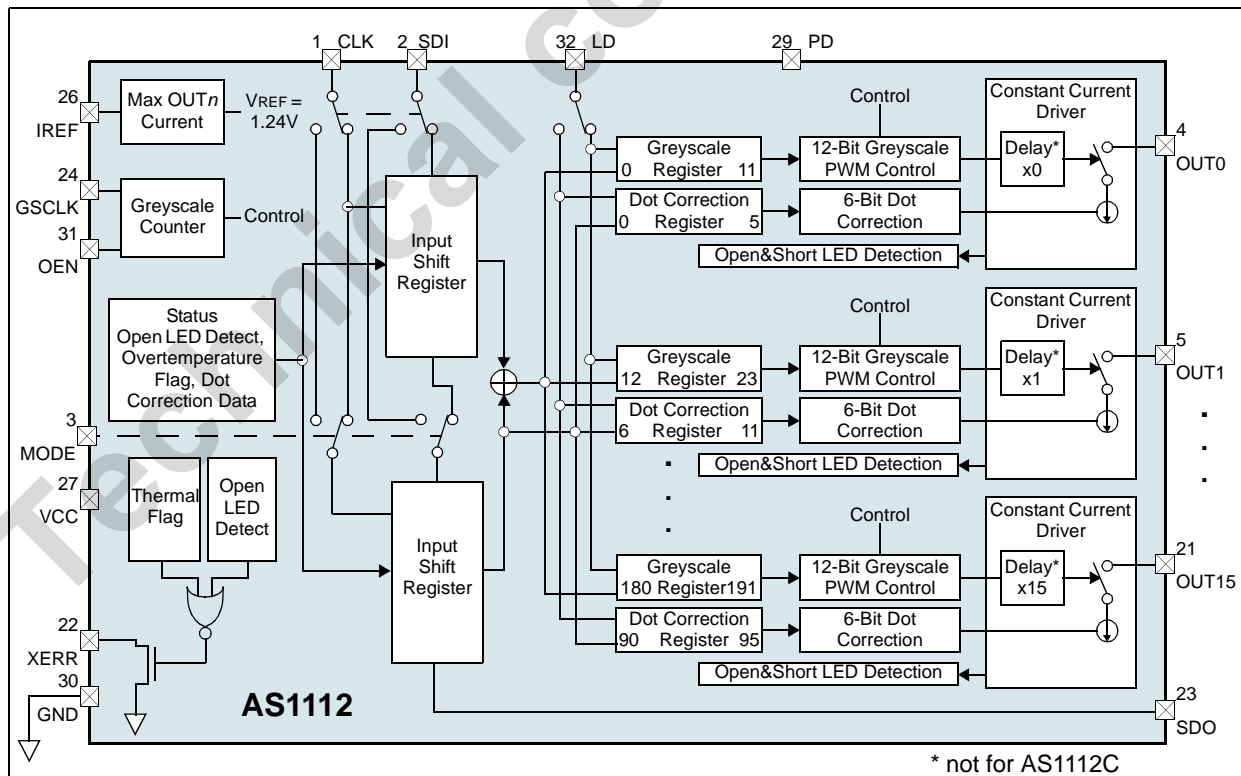 1 CLK
2 SDI
32 LD
29 PD
26
IREF
Max OUTn
Current
VREF =
1.24V
24
GSCLK
31
OEN
Greyscale
Counter
Control
Status
Open LED Detect,
Overtemperature
Flag, Dot
Correction Data
3
MODE
27
VCC
Thermal
Flag
Open
LED
Detect
22
XERR
30
GND
AS1112
Input
Shift
Register
Input
Shift
Register
Control
Greyscale
0 Register 11
12-Bit Greyscale
PWM Control
Dot Correction
0 Register 5
6-Bit Dot
Correction
Open&Short LED Detection
Constant Current
Driver
Delay*
x0
4
OUT0
Control
Greyscale
12 Register 23
12-Bit Greyscale
PWM Control
Dot Correction
6 Register 11
6-Bit Dot
Correction
Open&Short LED Detection
Constant Current
Driver
Delay*
x1
5
OUT1
Control
Greyscale
180 Register191
12-Bit Greyscale
PWM Control
Dot Correction
90 Register 95
6-Bit Dot
Correction
Open&Short LED Detection
Constant Current
Driver
Delay*
x15
21
OUT15
23
SDO
* not for AS1112C
Technical co